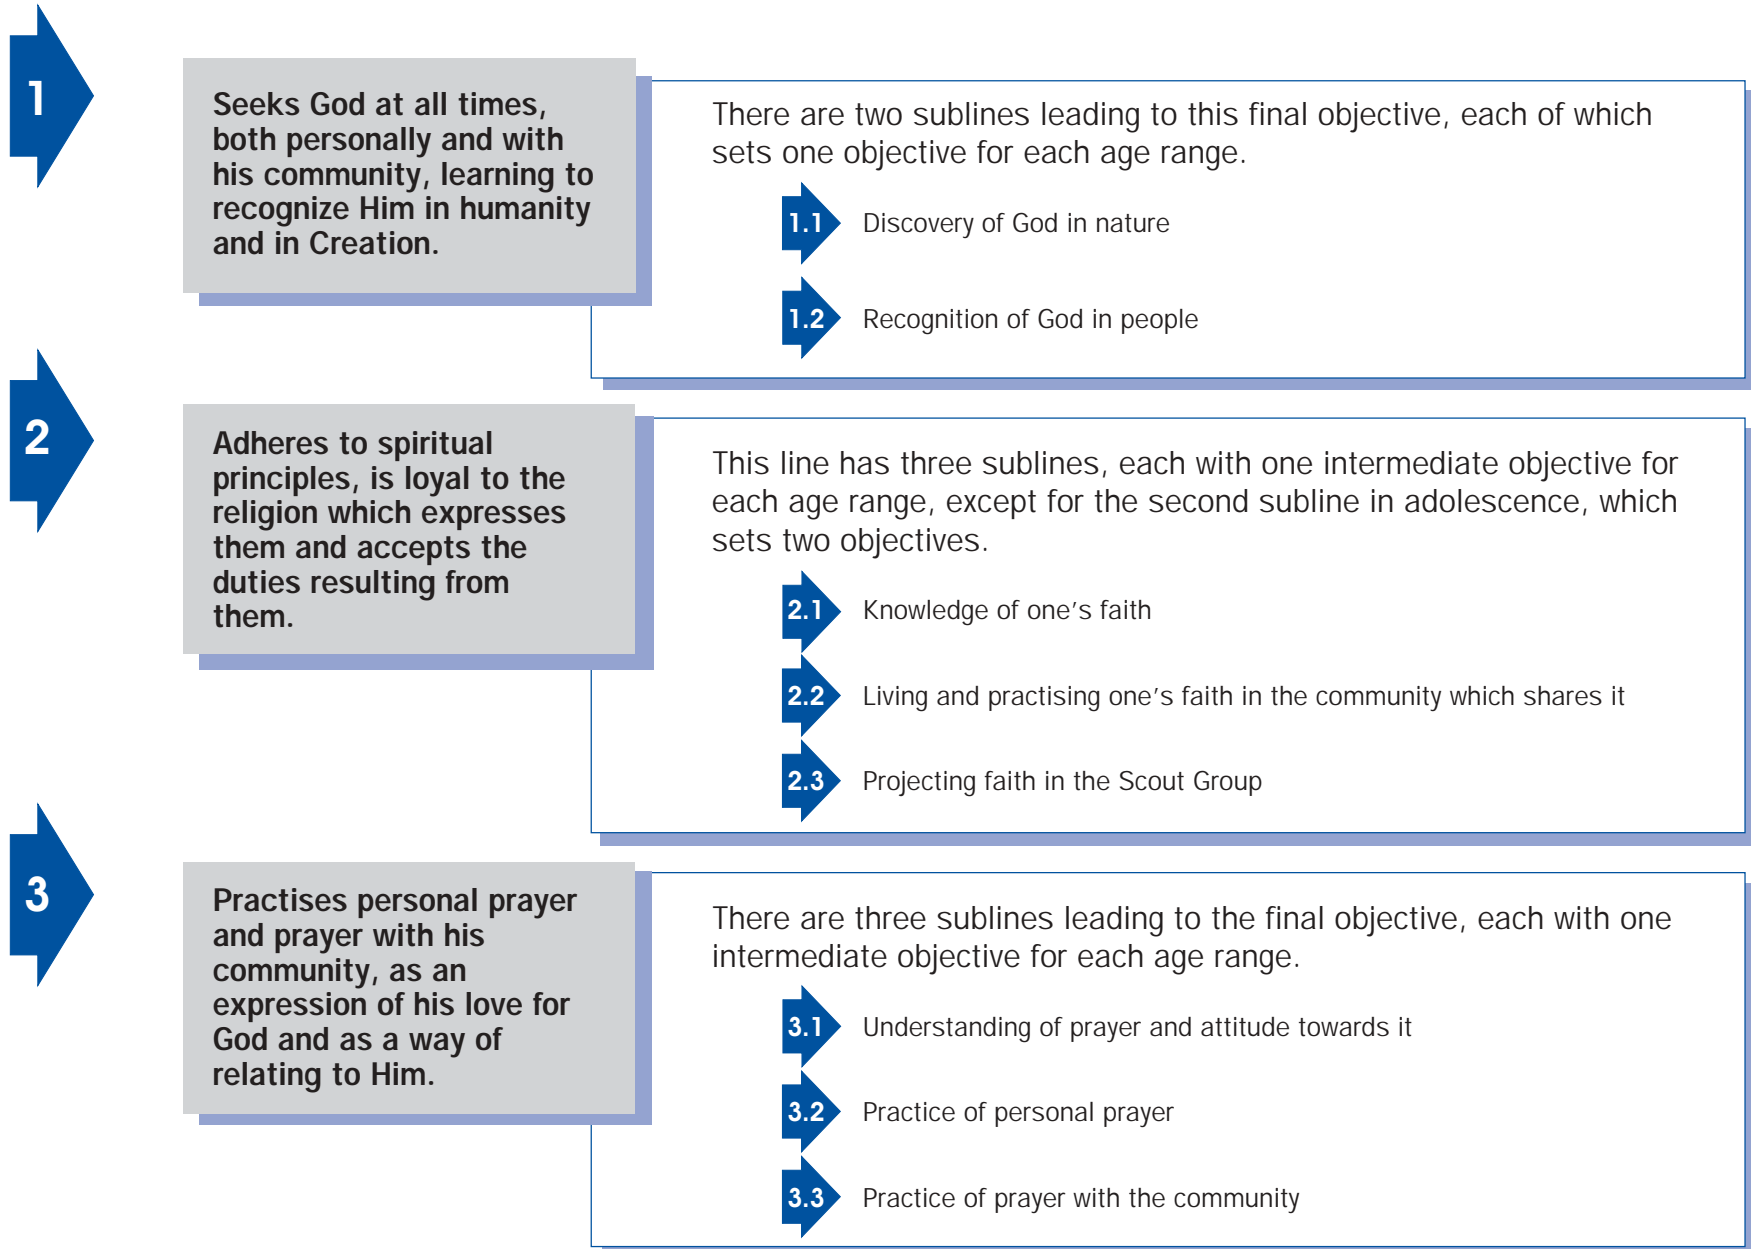 1
Seeks God at all times,
both personally and with
his community, learning to
recognize Him in humanity
and in Creation.
There are two sublines leading to this final objective, each of which
sets one objective for each age range.
1.1 Discovery of God in nature
1.2 Recognition of God in people
2
Adheres to spiritual
principles, is loyal to the
religion which expresses
them and accepts the
duties resulting from
them.
This line has three sublines, each with one intermediate objective for
each age range, except for the second subline in adolescence, which
sets two objectives.
2.1 Knowledge of one's faith
2.2 Living and practising one's faith in the community which shares it
2.3 Projecting faith in the Scout Group
3
Practises personal prayer
and prayer with his
community, as an
expression of his love for
God and as a way of
relating to Him.
There are three sublines leading to the final objective, each with one
intermediate objective for each age range.
3.1 Understanding of prayer and attitude towards it
3.2 Practice of personal prayer
3.3 Practice of prayer with the community